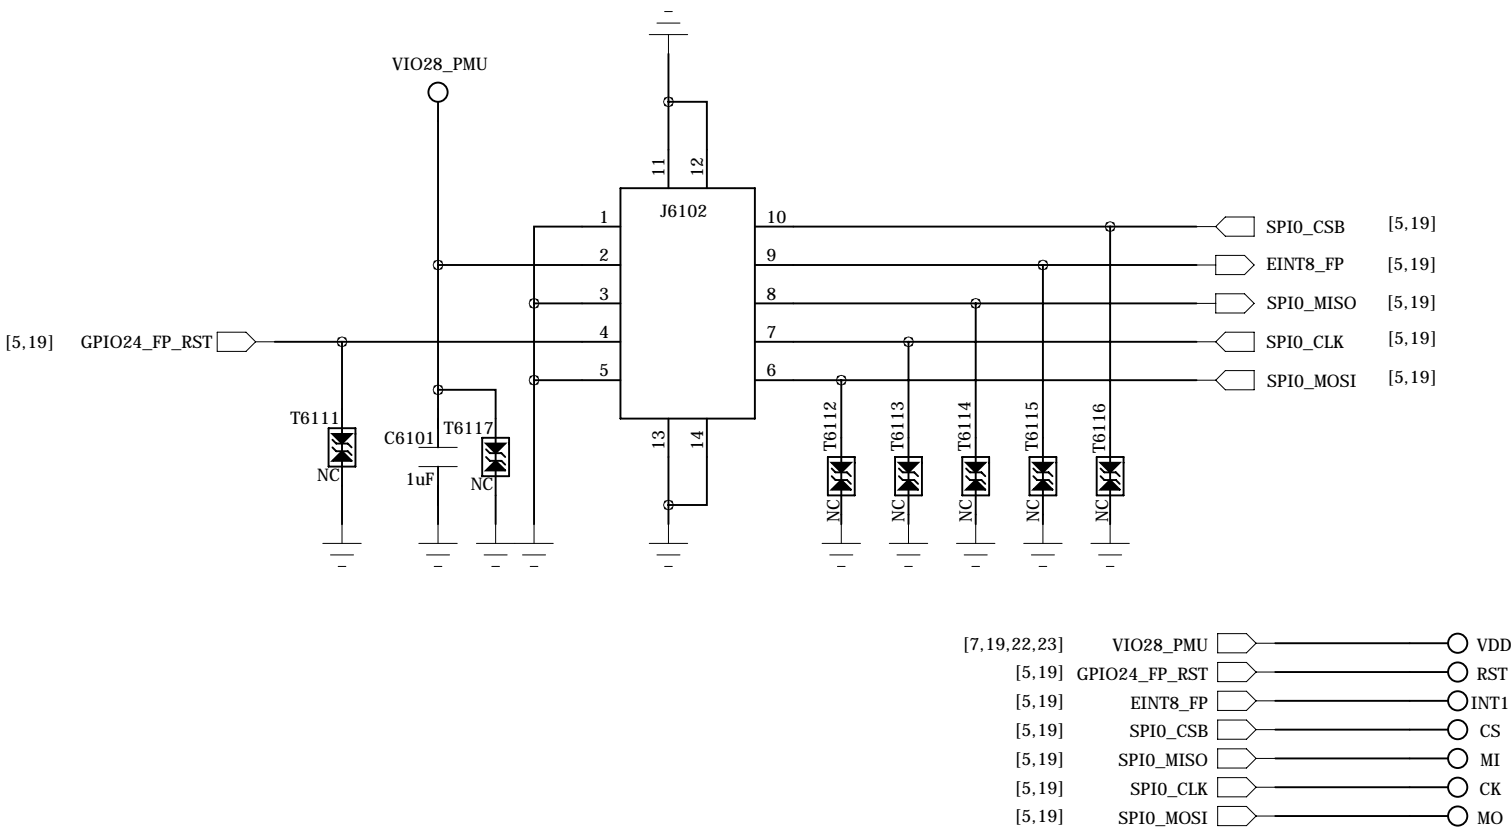 VIO28_PMU
11
12
J6102
1
10
SPI0_CSB [5,19]
2
9
EINT8_FP [5,19]
3
8
SPI0_MISO [5,19]
[5,19] GPIO24_FP_RST
4
7
SPI0_CLK [5,19]
5
6
SPI0_MOSI [5,19]
T6111
NC
C6101
1uF
T6117
NC
13
14
T6112
NC
T6113
NC
T6114
NC
T6115
NC
T6116
NC
[7,19,22,23] VIO28_PMU VDD
[5,19] GPIO24_FP_RST RST
[5,19] EINT8_FP INT1
[5,19] SPI0_CSB CS
[5,19] SPI0_MISO MI
[5,19] SPI0_CLK CK
[5,19] SPI0_MOSI MO